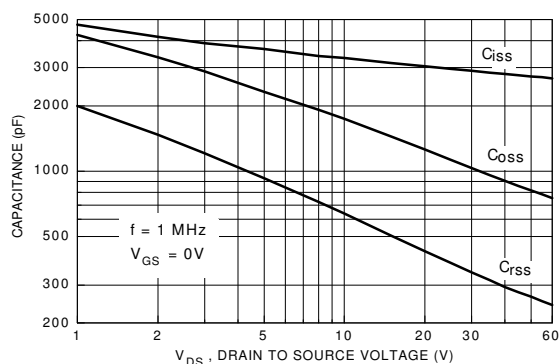 5000
3000
2000
1000
500
300
200
CAPACITANCE (pF)
Ciss
Coss
Crss
f = 1 MHz
VGS = 0V
1 2 5 10 20 30 60
VDS , DRAIN TO SOURCE VOLTAGE (V)